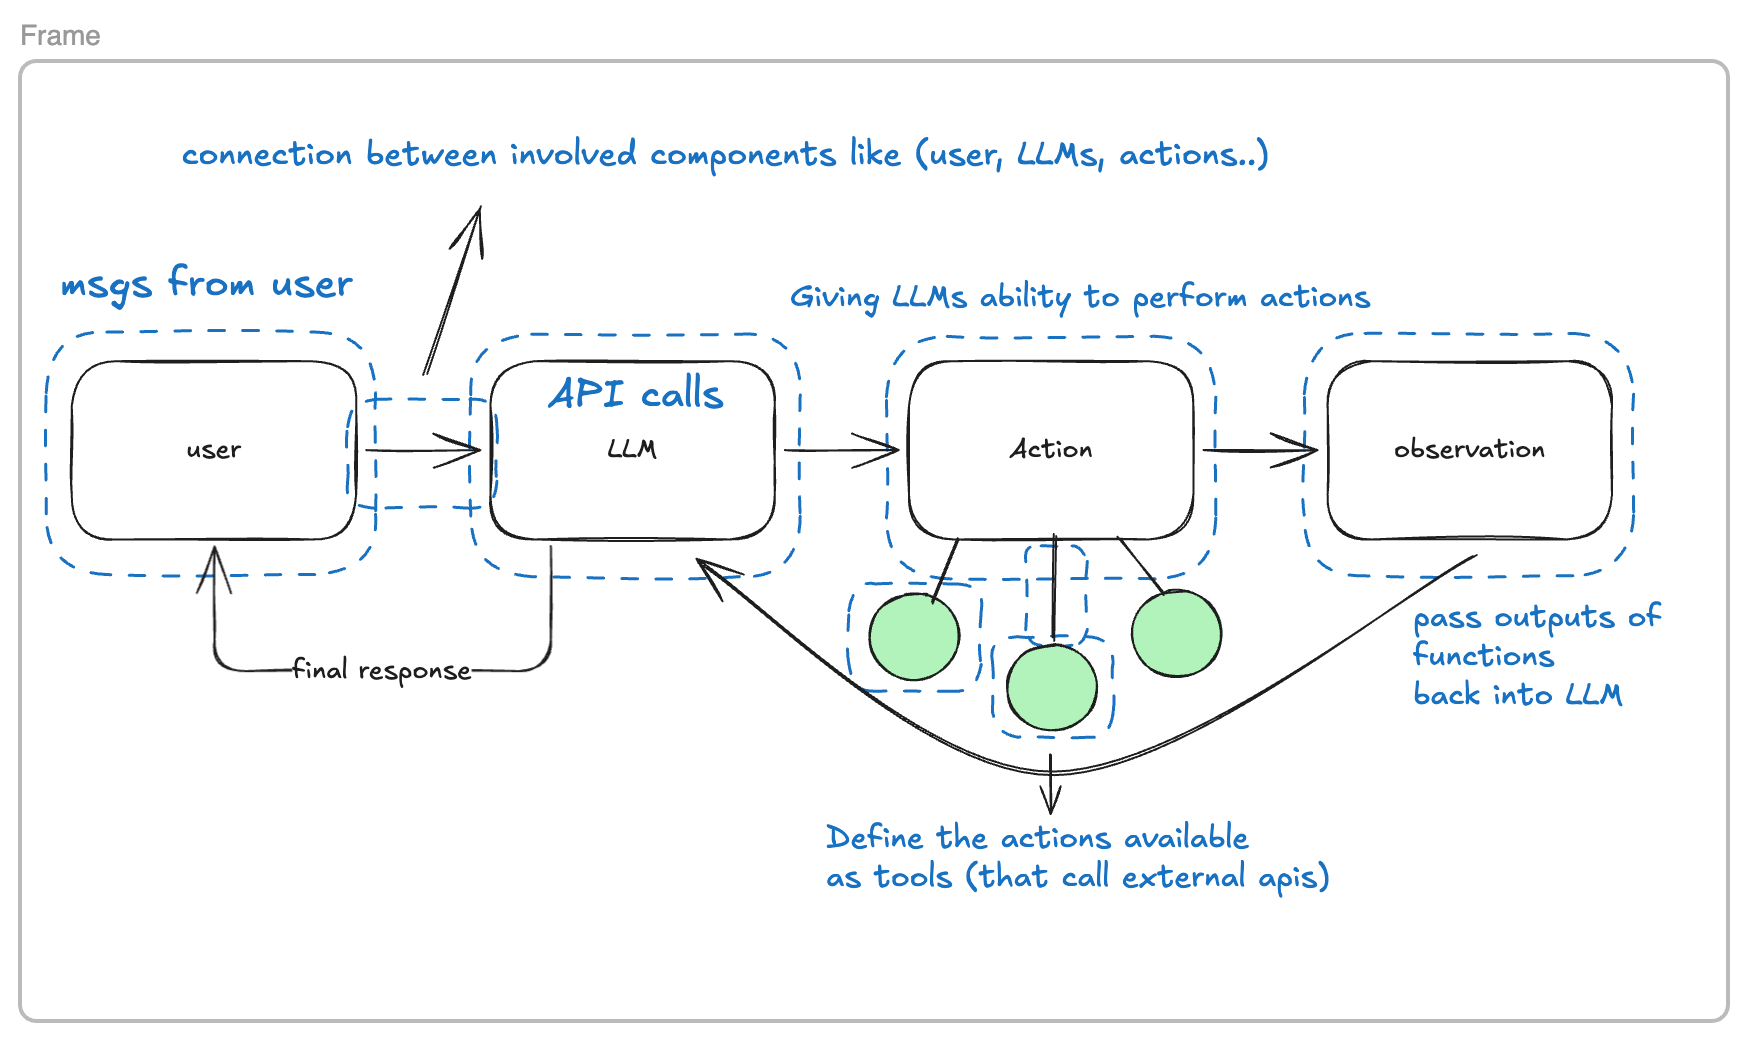 Frame
connection between involved components like (user, LLMs, actions..)
msgs from user
Giving LLMs ability to perform actions
API calls
user
LLM
Action
observation
final response
pass outputs of
functions
back into LLM
Define the actions available
as tools (that call external apis)